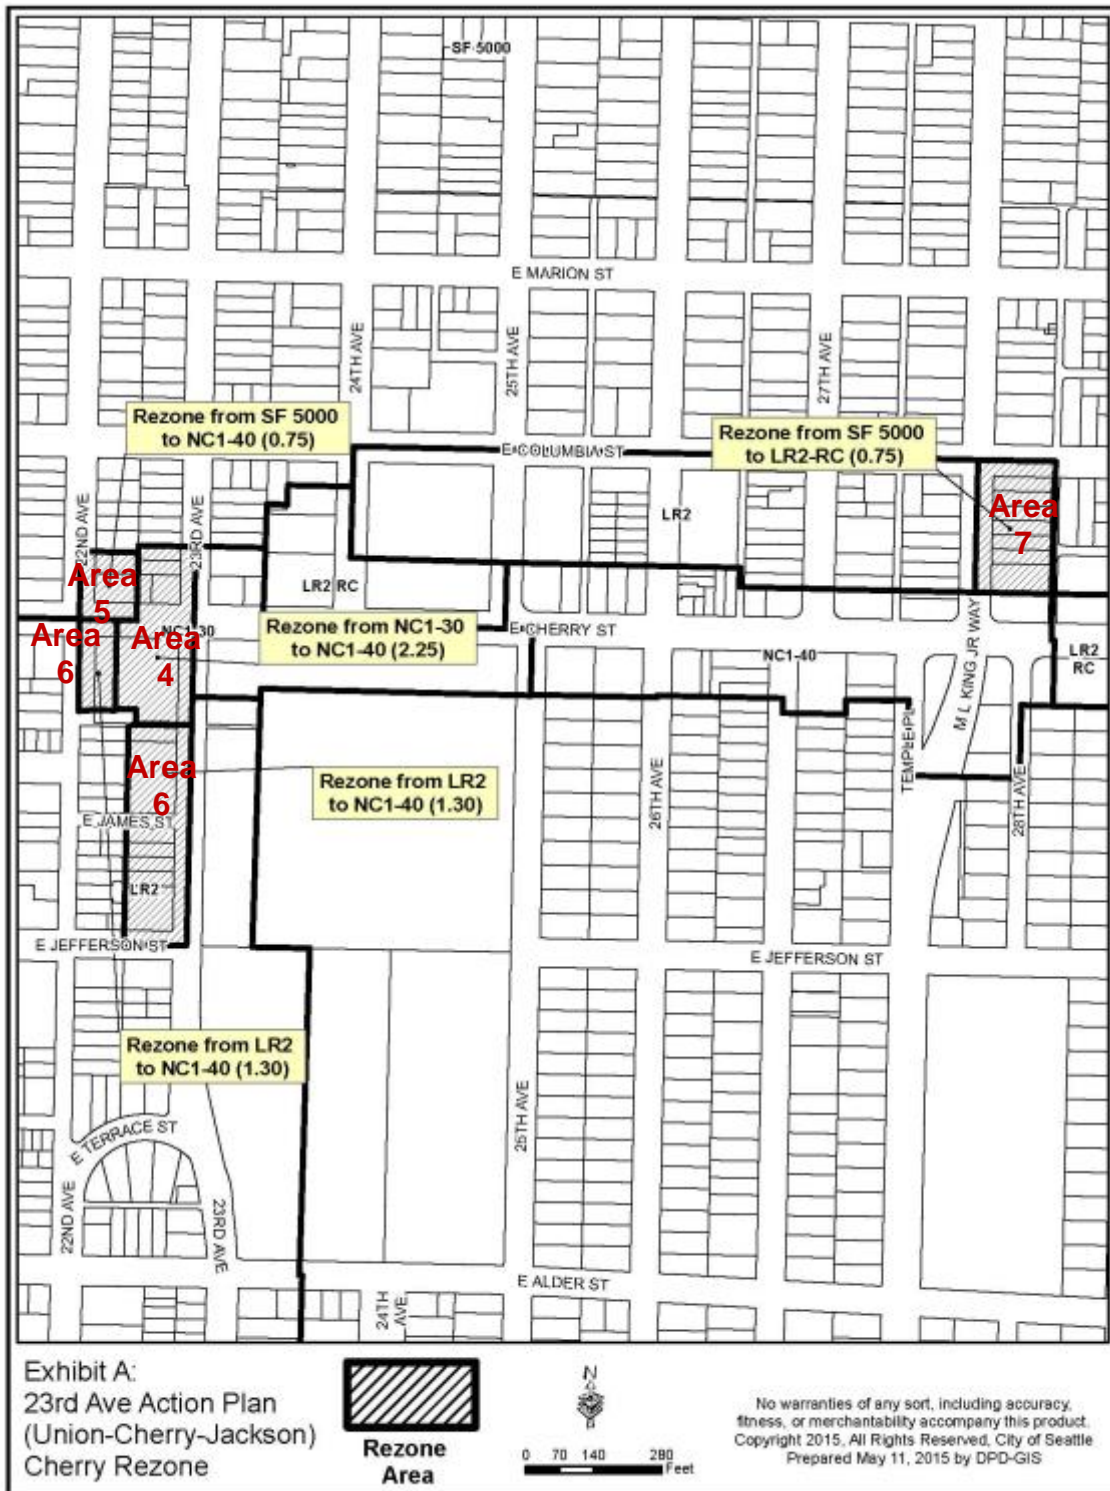 SF 5000
E MARION ST
24TH AVE
25TH AVE
27TH AVE
Rezone from SF 5000
to NC1-40 (0.75)
Rezone from SF 5000
to LR2-RC (0.75)
E COLUMBIA ST
22ND AVE
23RD AVE
LR2
Area
7
Area
5
LR2 RC
Area
6
NC1-30
Area
4
Rezone from NC1-30
to NC1-40 (2.25)
E CHERRY ST
NC1-40
M L KING JR WAY
LR2
RC
Area
6
Rezone from LR2
to NC1-40 (1.30)
TEMPLE PL
26TH AVE
28TH AVE
E JAMES ST
LR2
E JEFFERSON ST
E JEFFERSON ST
Rezone from LR2
to NC1-40 (1.30)
25TH AVE
E TERRACE ST
22ND AVE
23RD AVE
E ALDER ST
24TH
AVE
Exhibit A:
23rd Ave Action Plan
(Union-Cherry-Jackson)
Cherry Rezone
Rezone
Area
N
0 70 140 280
Feet
No warranties of any sort, including accuracy,
fitness, or merchantability accompany this product.
Copyright 2015, All Rights Reserved, City of Seattle
Prepared May 11, 2015 by DPD-GIS